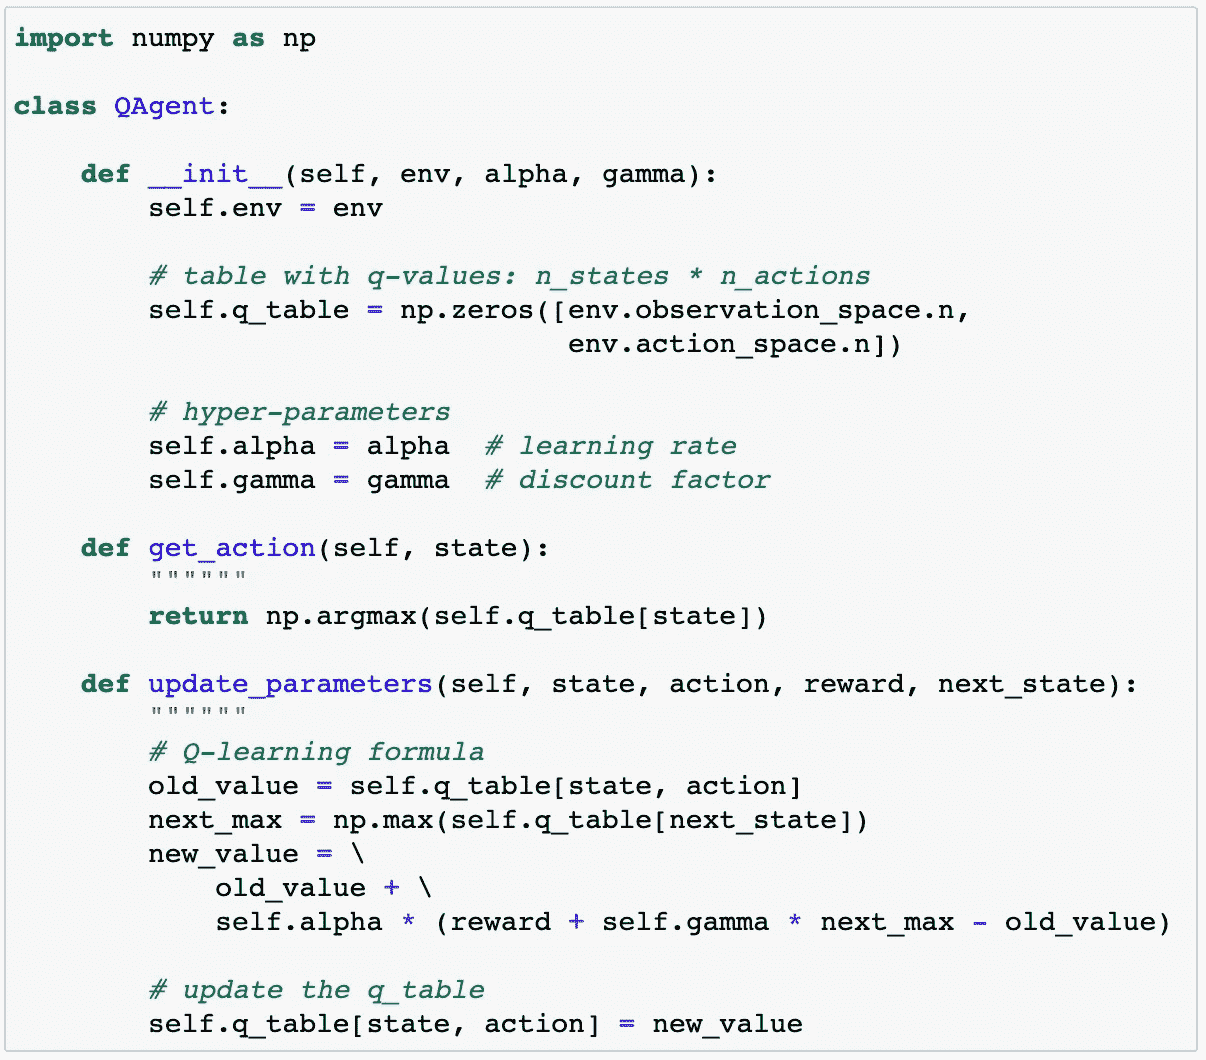 import numpy as np
class QAgent:
    def __init__(self, env, alpha, gamma):
        self.env = env
        # table with q-values: n_states * n_actions
        self.q_table = np.zeros([env.observation_space.n,
                                 env.action_space.n])
        # hyper-parameters
        self.alpha = alpha  # learning rate
        self.gamma = gamma  # discount factor
    def get_action(self, state):
        """"""
        return np.argmax(self.q_table[state])
    def update_parameters(self, state, action, reward, next_state):
        """"""
        # Q-learning formula
        old_value = self.q_table[state, action]
        next_max = np.max(self.q_table[next_state])
        new_value = \
            old_value + \
            self.alpha * (reward + self.gamma * next_max - old_value)
        # update the q_table
        self.q_table[state, action] = new_value